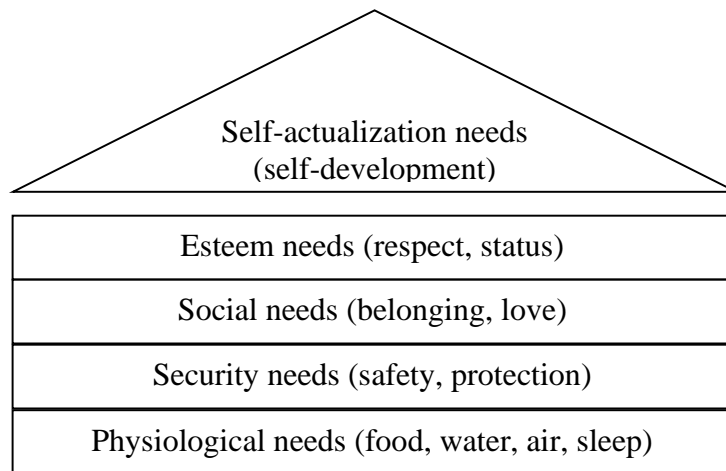 Self-actualization needs
(self-development)
Esteem needs (respect, status)
Social needs (belonging, love)
Security needs (safety, protection)
Physiological needs (food, water, air, sleep)